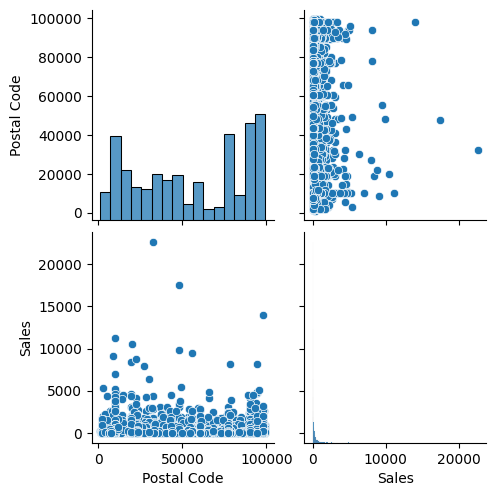 100000
80000
60000
40000
20000
0
Postal Code
20000
15000
10000
5000
0
Sales
0 50000 100000
Postal Code
0 10000 20000
Sales